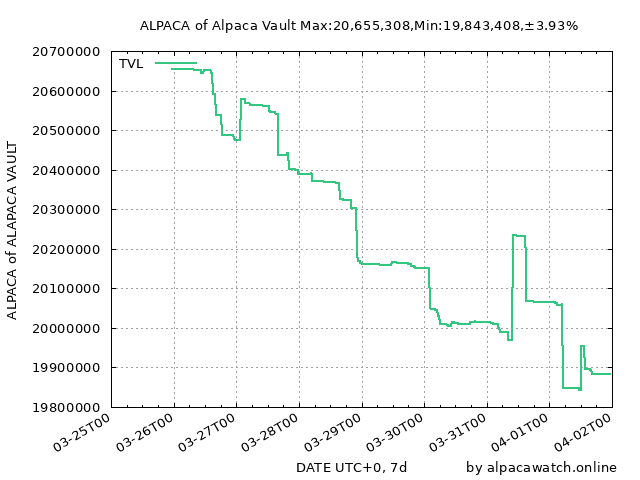 ALPACA of Alpaca Vault Max:20,655,308,Min:19,843,408,±3.93%
TVL
20700000
20600000
20500000
20400000
20300000
20200000
20100000
20000000
19900000
19800000
ALPACA of ALAPACA VAULT
03-25T00
03-26T00
03-27T00
03-28T00
03-29T00
03-30T00
03-31T00
04-01T00
04-02T00
DATE UTC+0, 7d
by alpacawatch.online